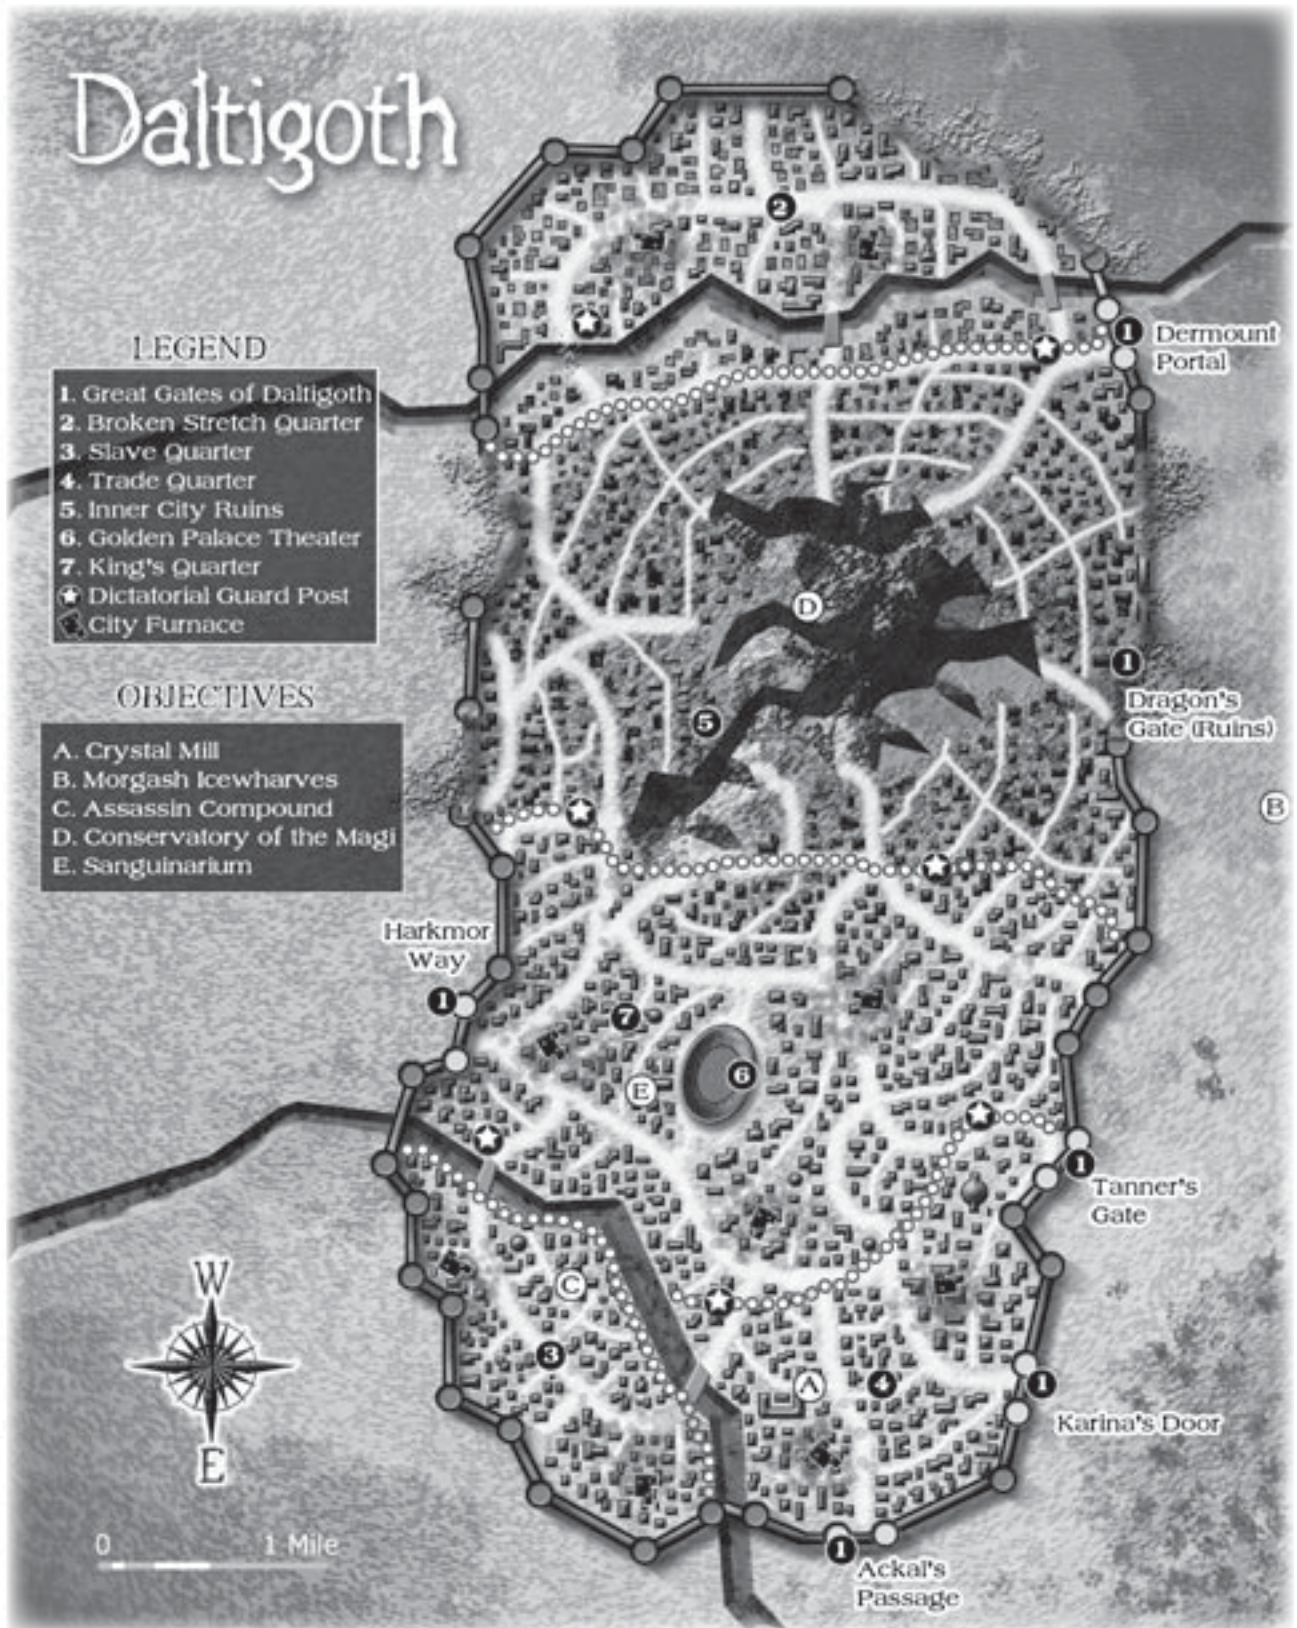 Daltigoth
LEGEND
1. Great Gates of Daltigoth
2. Broken Stretch Quarter
3. Slave Quarter
4. Trade Quarter
5. Inner City Ruins
6. Golden Palace Theater
7. King's Quarter
Dictatorial Guard Post
City Furnace
OBJECTIVES
A. Crystal Mill
B. Morgash Icewharves
C. Assassin Compound
D. Conservatory of the Magi
E. Sanguinarium
2
1
Dermount
Portal
D
1
Dragon's
Gate (Ruins)
5
B
Harkmor
Way
1
7
6
E
1
Tanner's
Gate
C
3
A
4
1
Karina's Door
1
Ackal's
Passage
W
E
0 1 Mile